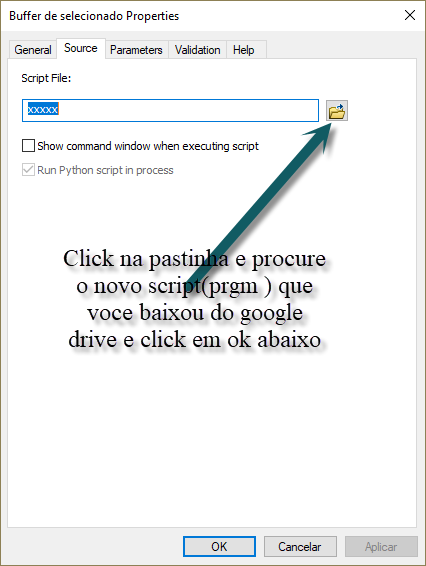 Buffer de selecionado Properties
General Source Parameters Validation Help
Script File:
xxxxx
Show command window when executing script
Run Python script in process
Click na pastinha e procure
o novo script(prgm ) que
voce baixou do google
drive e click em ok abaixo
OK Cancelar Aplicar